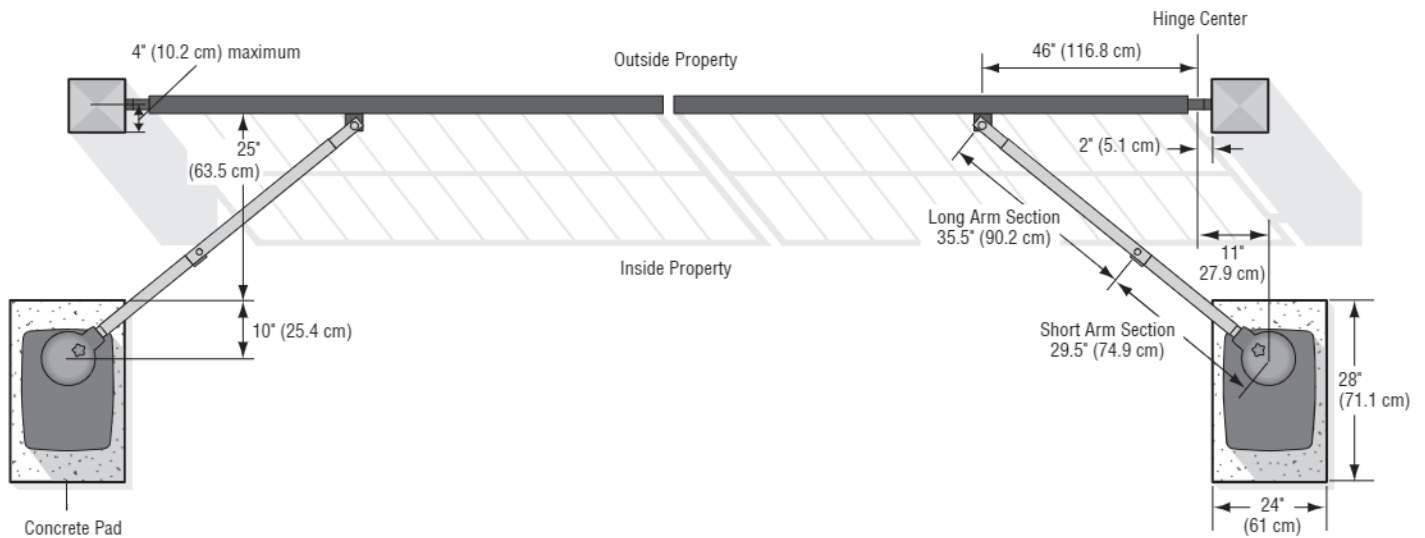 Hinge Center
4" (10.2 cm) maximum
Outside Property
46" (116.8 cm)
25"
(63.5 cm)
2" (5.1 cm)
Long Arm Section
35.5" (90.2 cm)
Inside Property
11"
27.9 cm)
10" (25.4 cm)
Short Arm Section
29.5" (74.9 cm)
28"
(71.1 cm)
24"
(61 cm)
Concrete Pad